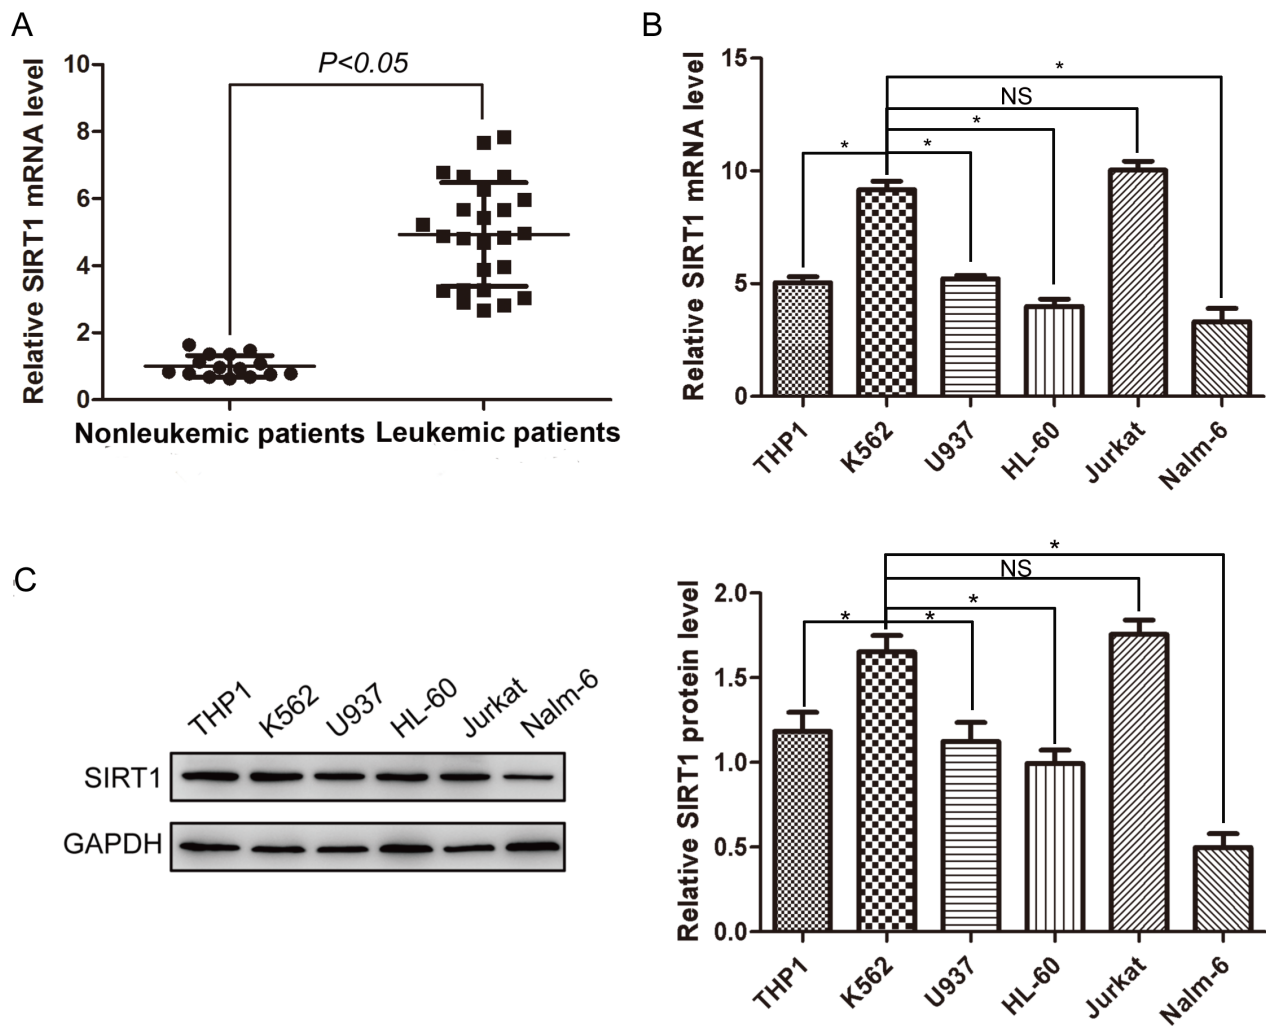 A
Relative SIRT1 mRNA level
10
8
6
4
2
0
P<0.05
Nonleukemic patients
Leukemic patients
B
Relative SIRT1 mRNA level
15
10
5
0
*
NS
*
*
*
THP1
K562
U937
HL-60
Jurkat
Nalm-6
C
THP1
K562
U937
HL-60
Jurkat
Nalm-6
SIRT1
GAPDH
Relative SIRT1 protein level
2.0
1.5
1.0
0.5
0.0
*
NS
*
*
*
THP1
K562
U937
HL-60
Jurkat
Nalm-6